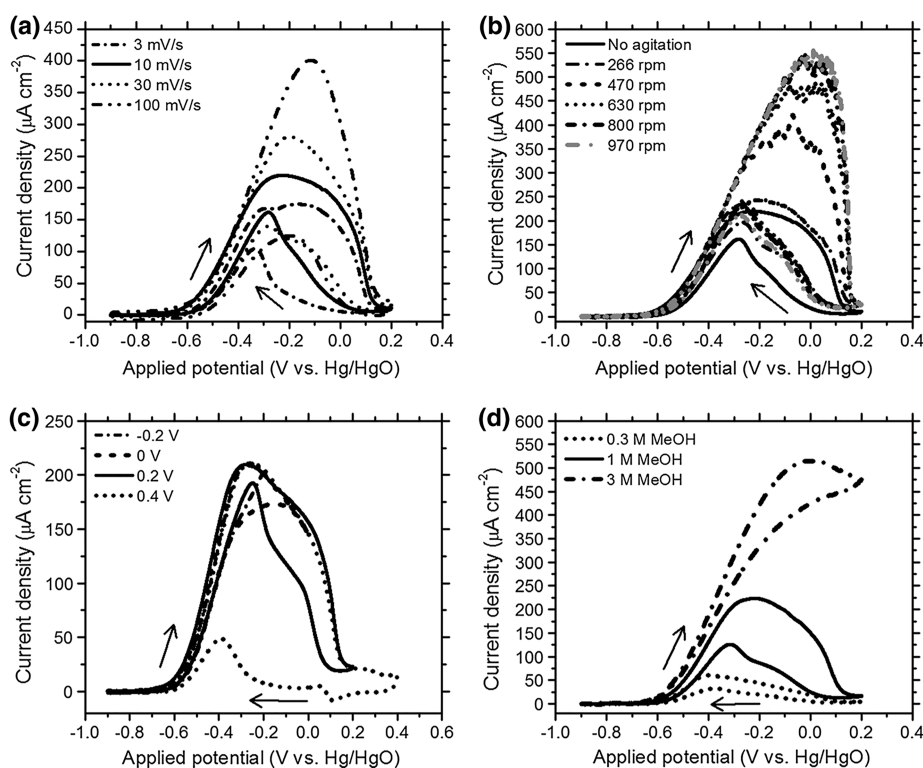 (a)
3 mV/s
10 mV/s
30 mV/s
100 mV/s
450
400
350
300
250
200
150
100
50
0
Current density (µA cm⁻²)
-1.0 -0.8 -0.6 -0.4 -0.2 0.0 0.2 0.4
Applied potential (V vs. Hg/HgO)
(b)
No agitation
266 rpm
470 rpm
630 rpm
800 rpm
970 rpm
600
550
500
450
400
350
300
250
200
150
100
50
0
Current density (µA cm⁻²)
-1.0 -0.8 -0.6 -0.4 -0.2 0.0 0.2 0.4
Applied potential (V vs. Hg/HgO)
(c)
-0.2 V
0 V
0.2 V
0.4 V
250
200
150
100
50
0
Current density (µA cm⁻²)
-1.0 -0.8 -0.6 -0.4 -0.2 0.0 0.2 0.4 0.6
Applied potential (V vs. Hg/HgO)
(d)
0.3 M MeOH
1 M MeOH
3 M MeOH
600
550
500
450
400
350
300
250
200
150
100
50
0
Current density (µA cm⁻²)
-1.0 -0.8 -0.6 -0.4 -0.2 0.0 0.2 0.4
Applied potential (V vs. Hg/HgO)